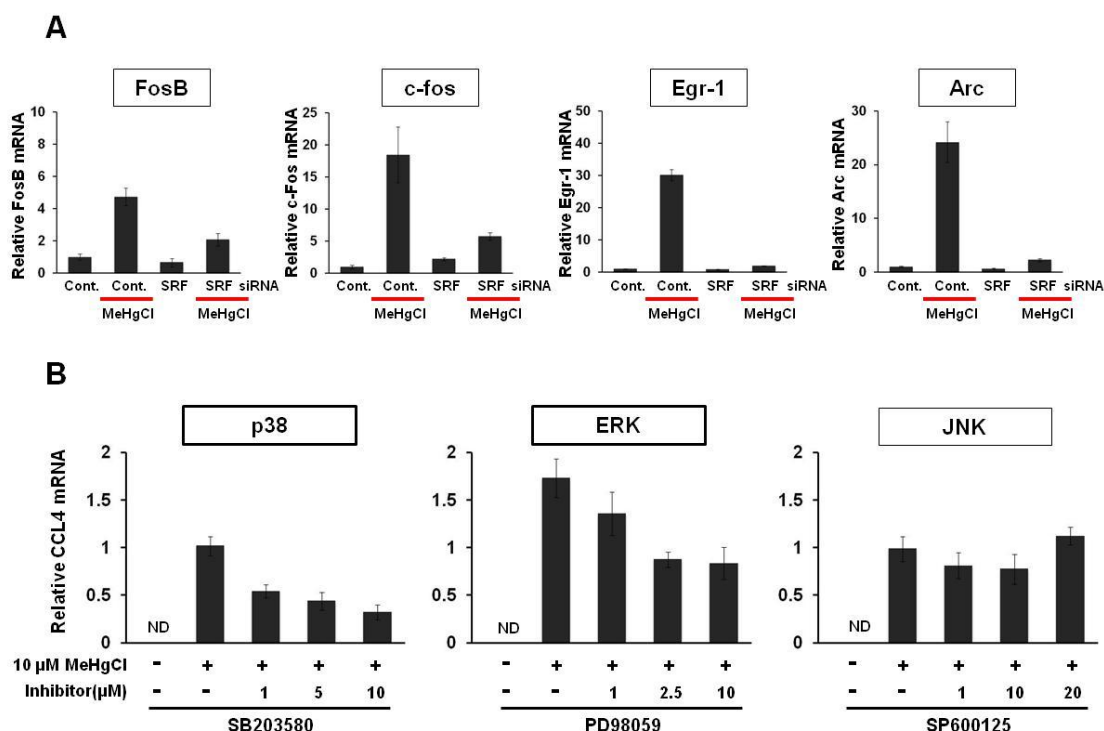 A
FosB
c-fos
Egr-1
Arc
Relative FosB mRNA
10
8
6
4
2
0
Cont. Cont. SRF SRF siRNA
MeHgCl MeHgCl
Relative c-Fos mRNA
25
20
15
10
5
0
Cont. Cont. SRF SRF siRNA
MeHgCl MeHgCl
Relative Egr-1 mRNA
50
40
30
20
10
0
Cont. Cont. SRF SRF siRNA
MeHgCl MeHgCl
Relative Arc mRNA
30
20
10
0
Cont. Cont. SRF SRF siRNA
MeHgCl MeHgCl
B
p38
ERK
JNK
Relative CCL4 mRNA
2
1.5
1
0.5
0
ND
2
1.5
1
0.5
0
ND
2
1.5
1
0.5
0
ND
10 µM MeHgCl - + + + + - + + + + - + + + +
Inhibitor(µM) - - 1 5 10 - - 1 2.5 10 - - 1 10 20
SB203580 PD98059 SP600125